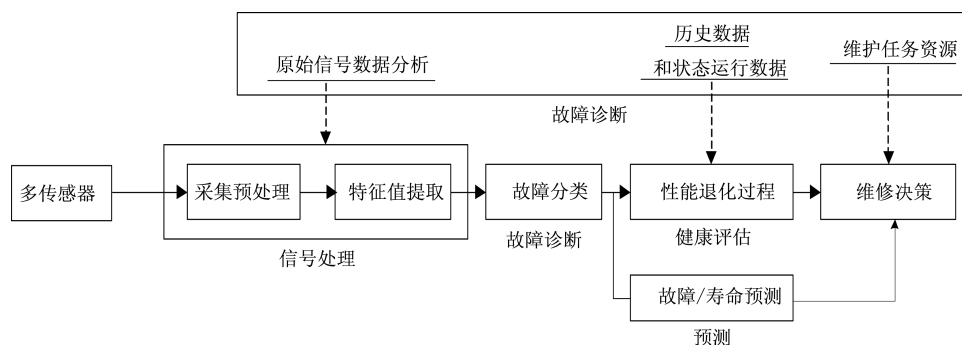 历史数据
维护任务资源
原始信号数据分析
和状态运行数据
故障诊断
多传感器
采集预处理
特征值提取
故障分类
性能退化过程
维修决策
故障诊断
健康评估
信号处理
故障/寿命预测
预测